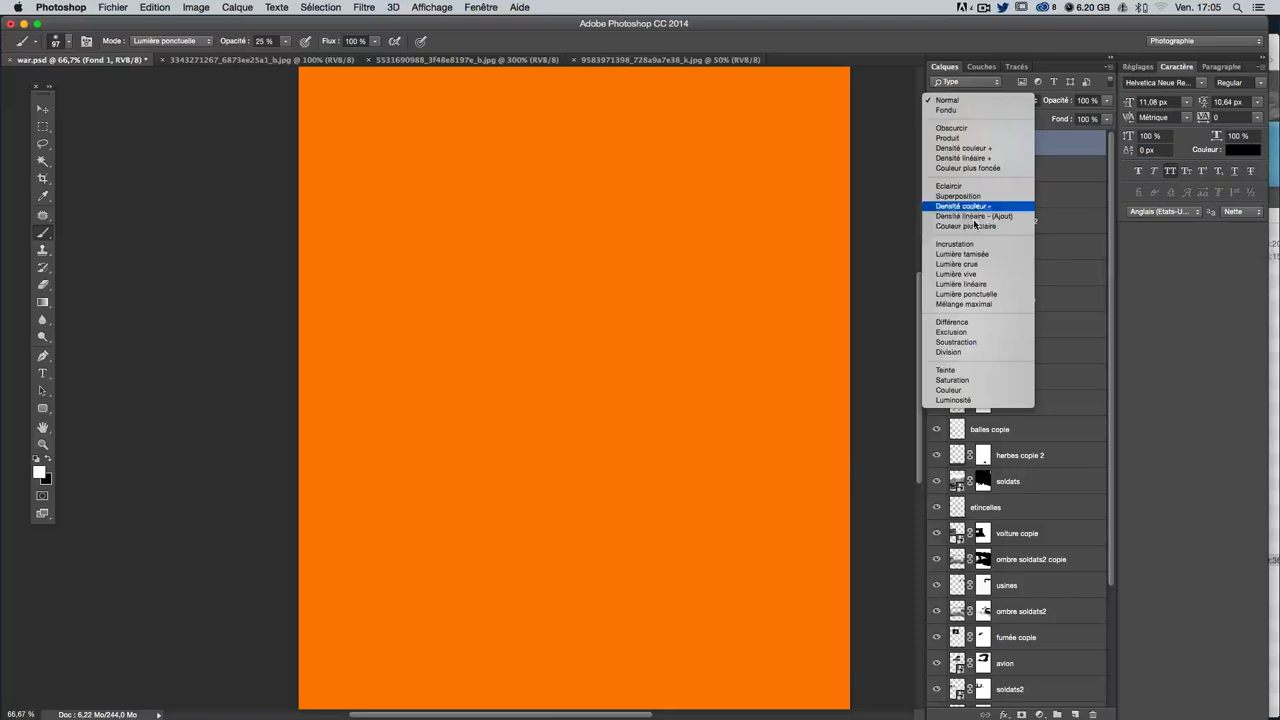 Photoshop Fichier Edition Image Calque Texte Sélection Filtre 3D Affichage Fenêtre Aide
4 8 6.20 GB Ven. 17:05
Adobe Photoshop CC 2014
97 Mode : Lumière ponctuelle Opacité : 25 % Flux : 100 % Photographie
war.psd @ 66,7% (Fond 1, RVB/8) * 3343271267_6873ee25a1_b.jpg @ 100% (RVB/8) 5531690988_3f48e8197e_b.jpg @ 300% (RVB/8) 9583971398_728a9a7e38_k.jpg @ 50% (RVB/8)
Calques Couches Tracés
Type
Opacité : 100 %
Fond : 100 %
Normal
Fondu
Obscurcir
Produit
Densité couleur +
Densité linéaire +
Couleur plus foncée
Eclaircir
Superposition
Densité couleur -
Densité linéaire - (Ajout)
Couleur plus claire
Incrustation
Lumière tamisée
Lumière crue
Lumière vive
Lumière linéaire
Lumière ponctuelle
Mélange maximal
Différence
Exclusion
Soustraction
Division
Teinte
Saturation
Couleur
Luminosité
balles copie
herbes copie 2
soldats
etincelles
voiture copie
ombre soldats2 copie
usines
ombre soldats2
fumée copie
avion
soldats2
Réglages Caractère Paragraphe
Helvetica Neue Re... Regular
11,08 px 10,64 px
Métrique 0
100 % 100 %
0 px Couleur :
T T TT Tr T T T T
Anglais (Etats-U... aa Nette
66,67 % Doc : 6,22 Mo/244,0 Mo